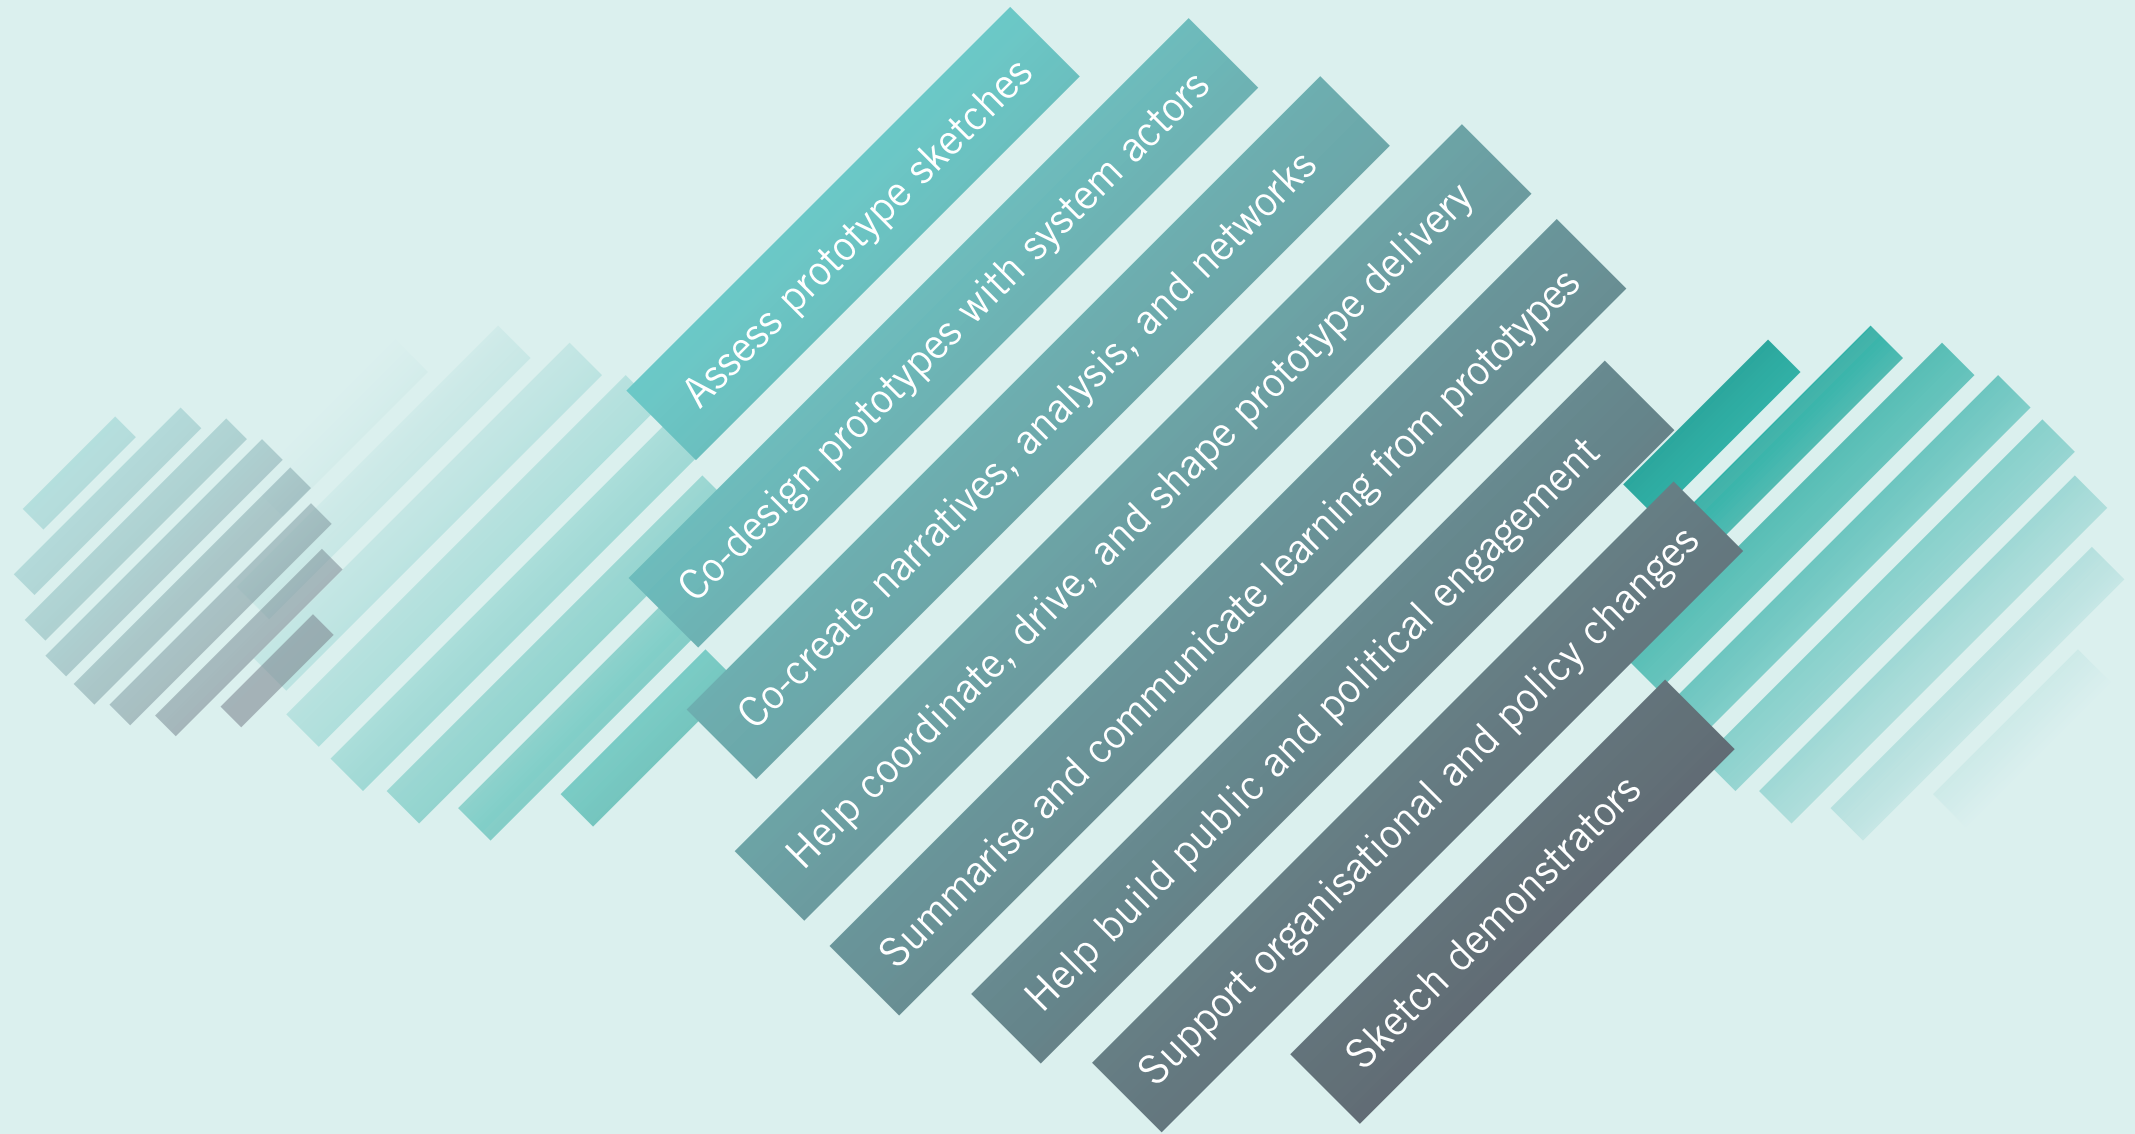 Assess prototype sketches
Co-design prototypes with system actors
Co-create narratives, analysis, and networks
Help coordinate, drive, and shape prototype delivery
Summarise and communicate learning from prototypes
Help build public and political engagement
Support organisational and policy changes
Sketch demonstrators